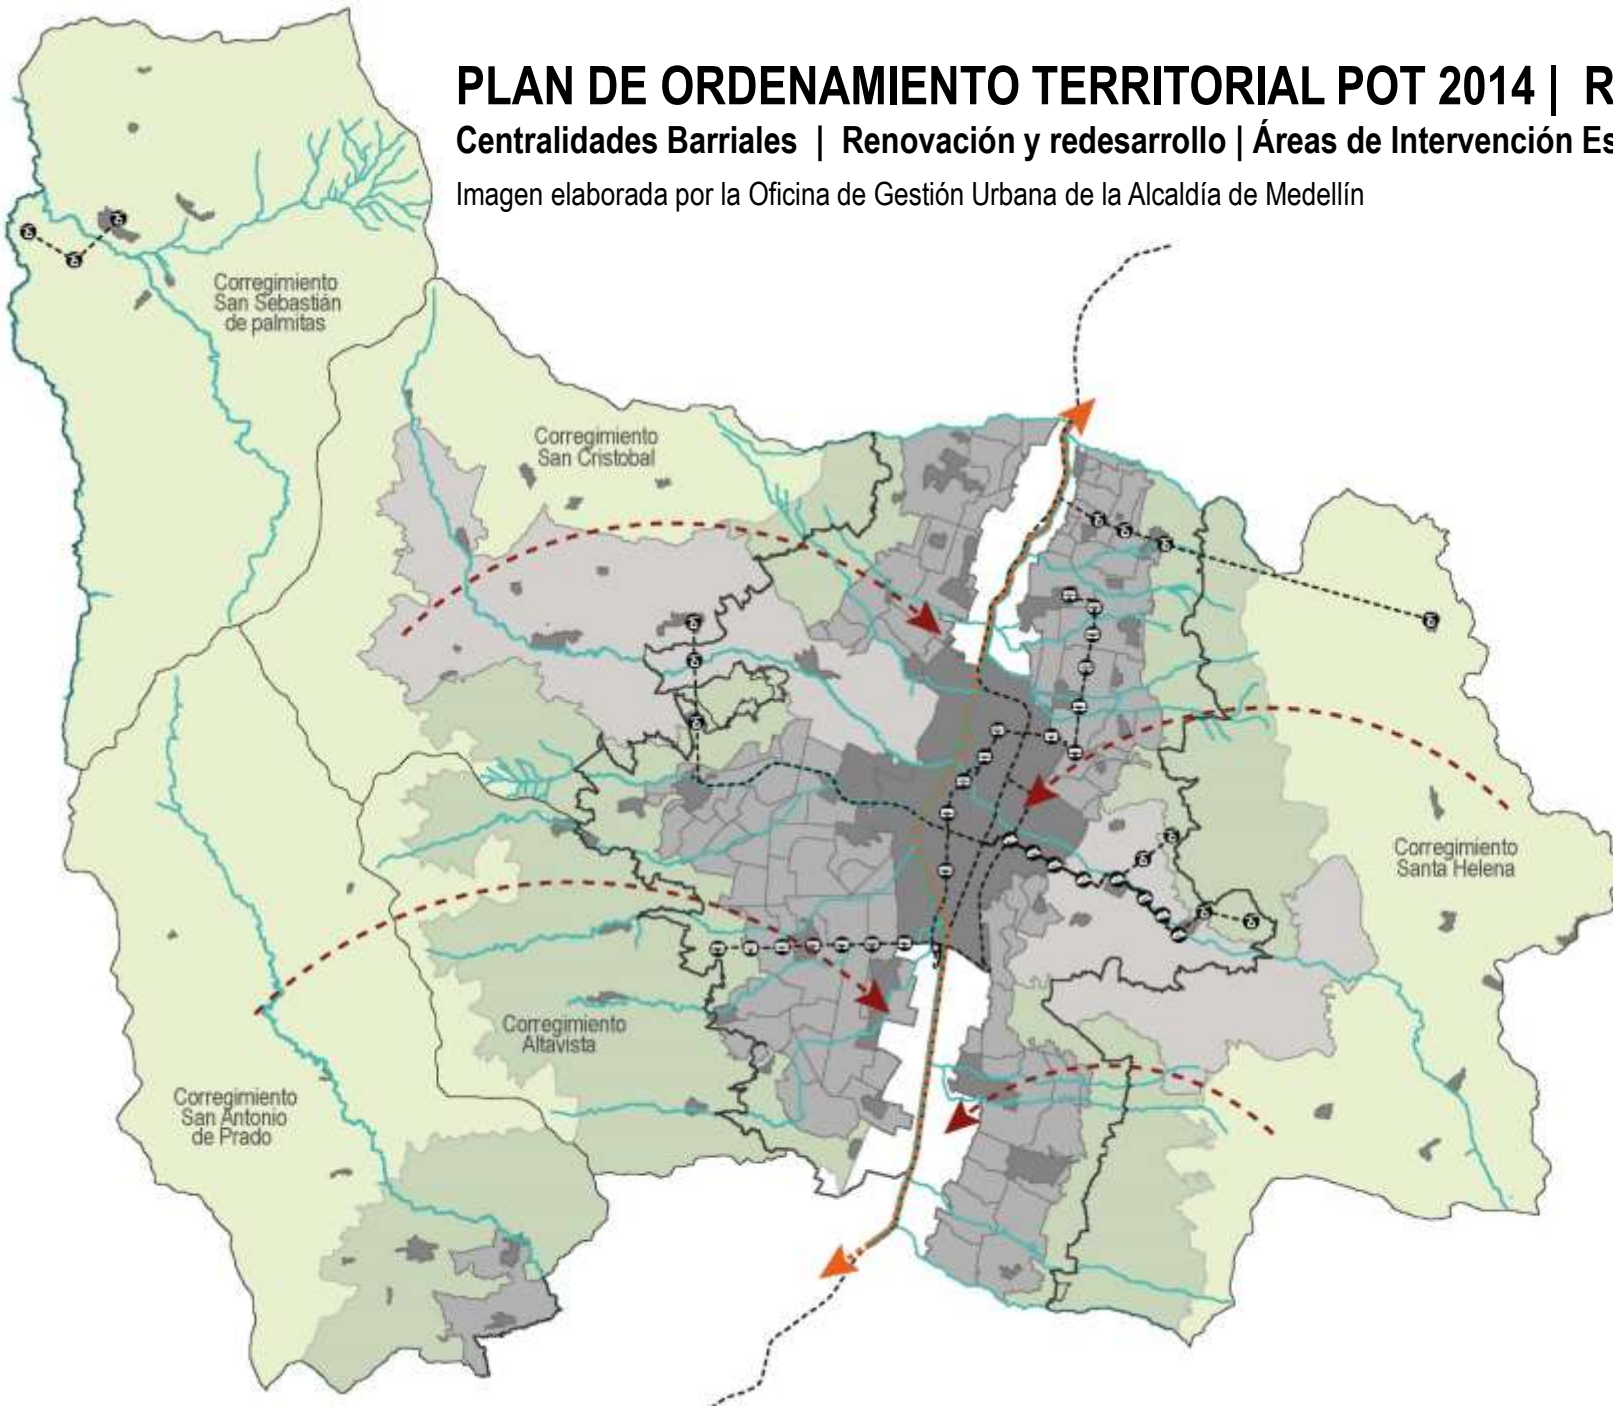 PLAN DE ORDENAMIENTO TERRITORIAL POT 2014 | R
Centralidades Barriales | Renovación y redesarrollo | Áreas de Intervención Es
Imagen elaborada por la Oficina de Gestión Urbana de la Alcaldía de Medellín
Corregimiento
San Sebastián
de palmitas
Corregimiento
San Cristobal
Corregimiento
Santa Helena
Corregimiento
Altavista
Corregimiento
San Antonio
de Prado